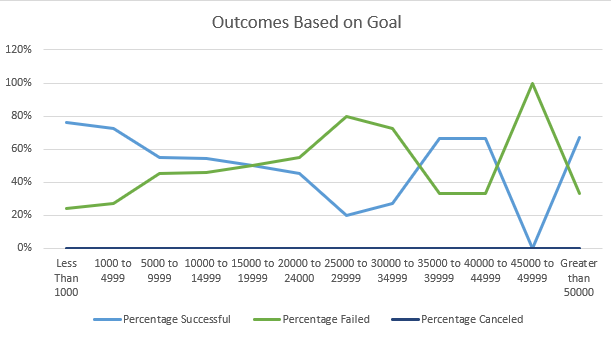 Outcomes Based on Goal
120%
100%
80%
60%
40%
20%
0%
Less Than 1000
1000 to 4999
5000 to 9999
10000 to 14999
15000 to 19999
20000 to 24000
25000 to 29999
30000 to 34999
35000 to 39999
40000 to 44999
45000 to 49999
Greater than 50000
Percentage Successful
Percentage Failed
Percentage Canceled